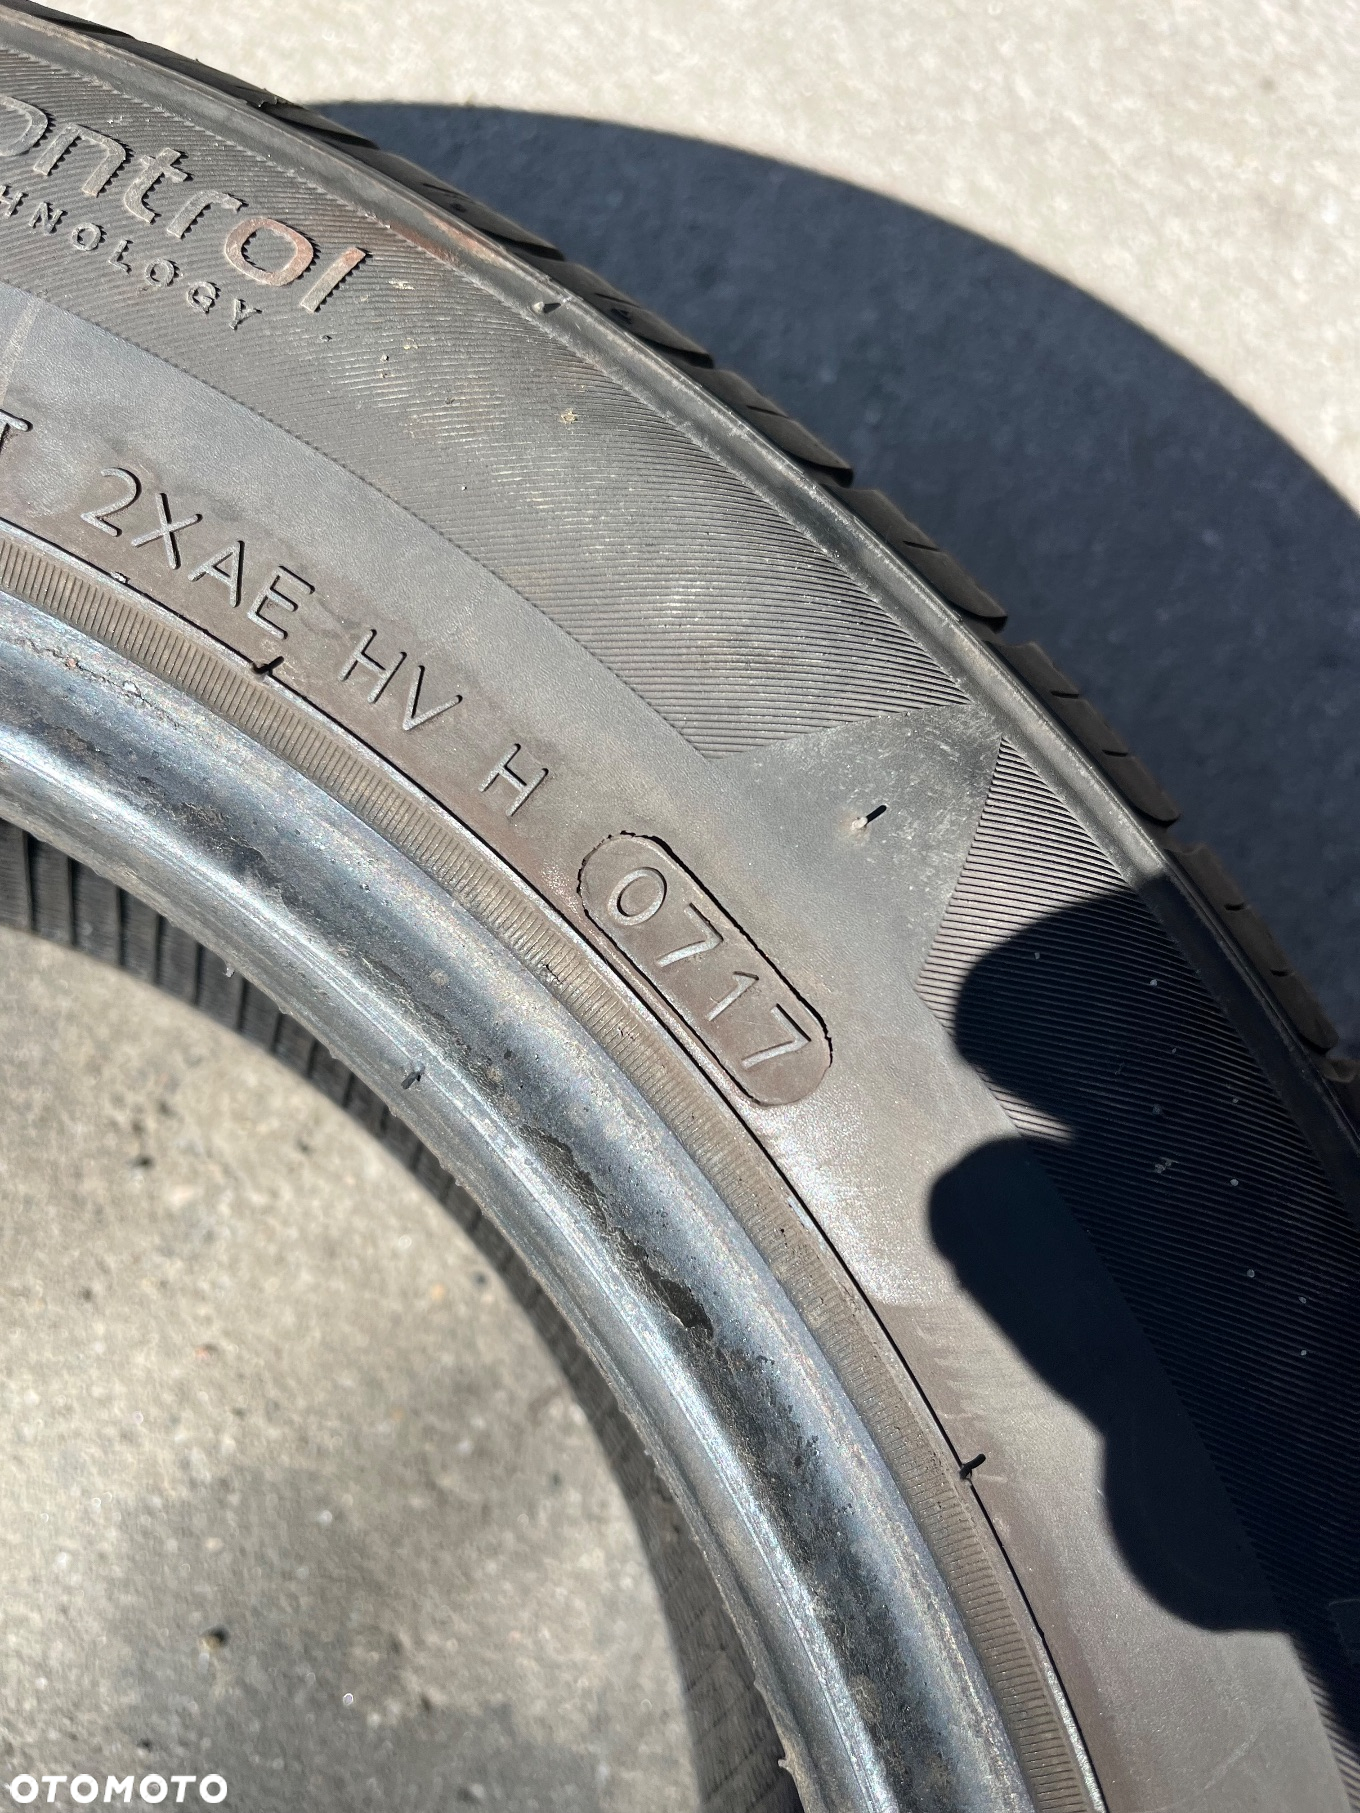 ontrol
HNOLOGY
T 2XAE HV H 0717
OTOMOTO